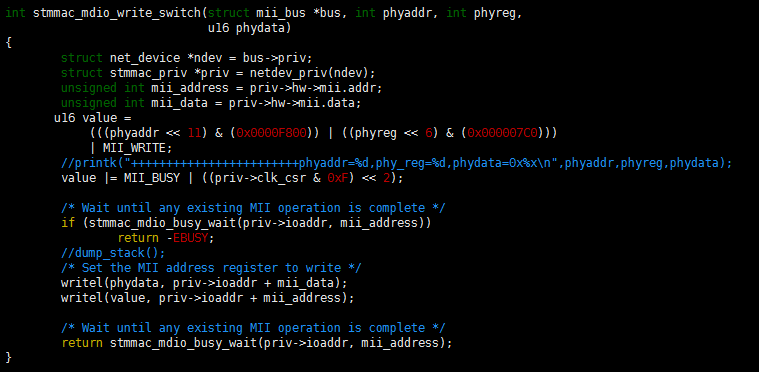 int stmmac_mdio_write_switch(struct mii_bus *bus, int phyaddr, int phyreg,
                             u16 phydata)
{
        struct net_device *ndev = bus->priv;
        struct stmmac_priv *priv = netdev_priv(ndev);
        unsigned int mii_address = priv->hw->mii.addr;
        unsigned int mii_data = priv->hw->mii.data;
       u16 value =
            (((phyaddr << 11) & (0x0000F800)) | ((phyreg << 6) & (0x000007C0)))
            | MII_WRITE;
        //printk("++++++++++++++++++++++++phyaddr=%d,phy_reg=%d,phydata=0x%x\n",phyaddr,phyreg,phydata);
        value |= MII_BUSY | ((priv->clk_csr & 0xF) << 2);

        /* Wait until any existing MII operation is complete */
        if (stmmac_mdio_busy_wait(priv->ioaddr, mii_address))
                return -EBUSY;
        //dump_stack();
        /* Set the MII address register to write */
        writel(phydata, priv->ioaddr + mii_data);
        writel(value, priv->ioaddr + mii_address);

        /* Wait until any existing MII operation is complete */
        return stmmac_mdio_busy_wait(priv->ioaddr, mii_address);
}